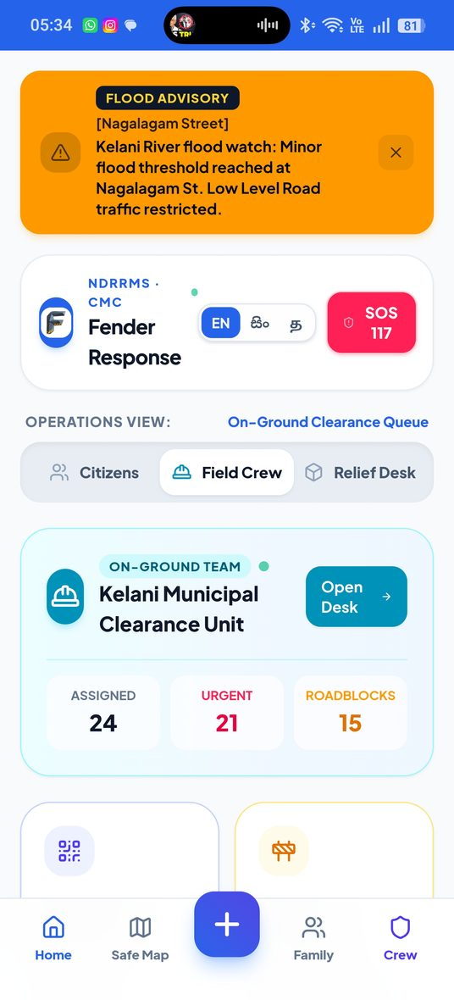 05:34
Vo
LTE
81
FLOOD ADVISORY
[Nagalagam Street]
Kelani River flood watch: Minor
flood threshold reached at
Nagalagam St. Low Level Road
traffic restricted.
NDRRMS ·
CMC
Fender
Response
EN සිං த
SOS
117
OPERATIONS VIEW: On-Ground Clearance Queue
Citizens Field Crew Relief Desk
ON-GROUND TEAM
Kelani Municipal
Clearance Unit
Open
Desk
ASSIGNED URGENT ROADBLOCKS
24 21 15
Home Safe Map Family Crew